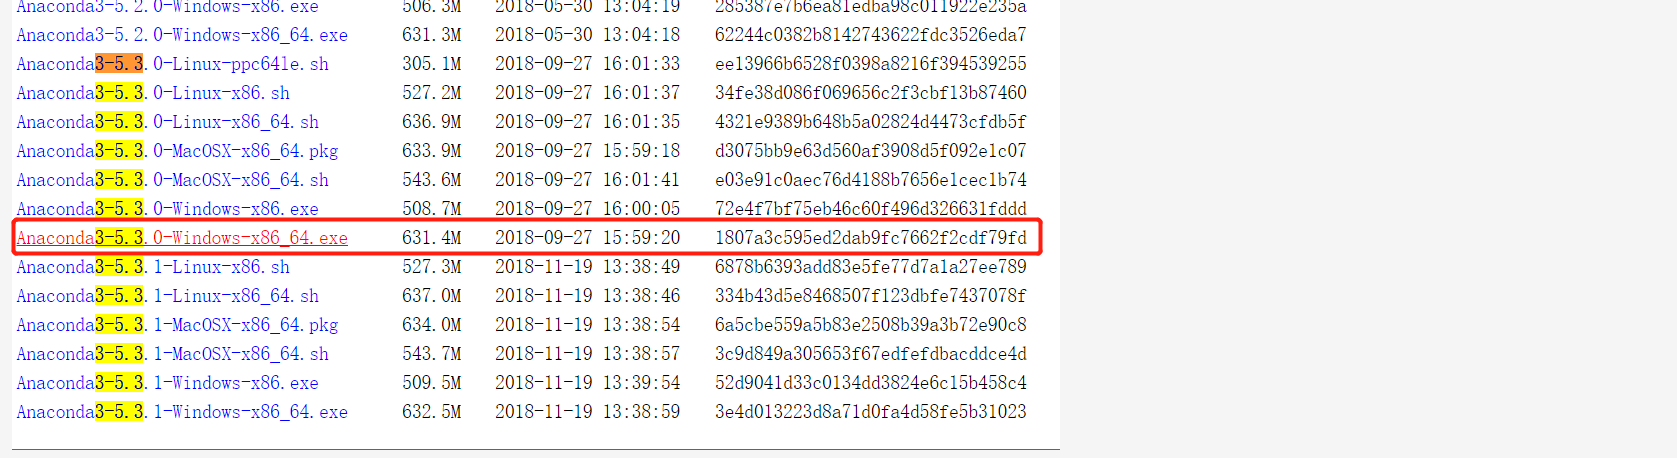 Anaconda3-5.2.0-Windows-x86.exe 506.3M 2018-05-30 13:04:19 285387e7b6ea81edba98c011922e235a
Anaconda3-5.2.0-Windows-x86_64.exe 631.3M 2018-05-30 13:04:18 62244c0382b8142743622fdc3526eda7
Anaconda3-5.3.0-Linux-ppc64le.sh 305.1M 2018-09-27 16:01:33 ee13966b6528f0398a8216f394539255
Anaconda3-5.3.0-Linux-x86.sh 527.2M 2018-09-27 16:01:37 34fe38d086f069656c2f3cbf13b87460
Anaconda3-5.3.0-Linux-x86_64.sh 636.9M 2018-09-27 16:01:35 4321e9389b648b5a02824d4473cfdb5f
Anaconda3-5.3.0-MacOSX-x86_64.pkg 633.9M 2018-09-27 15:59:18 d3075bb9e63d560af3908d5f092e1c07
Anaconda3-5.3.0-MacOSX-x86_64.sh 543.6M 2018-09-27 16:01:41 e03e91c0aec76d4188b7656e1cec1b74
Anaconda3-5.3.0-Windows-x86.exe 508.7M 2018-09-27 16:00:05 72e4f7bf75eb46c60f496d326631fddd
Anaconda3-5.3.0-Windows-x86_64.exe 631.4M 2018-09-27 15:59:20 1807a3c595ed2dab9fc7662f2cdf79fd
Anaconda3-5.3.1-Linux-x86.sh 527.3M 2018-11-19 13:38:49 6878b6393add83e5fe77d7a1a27ee789
Anaconda3-5.3.1-Linux-x86_64.sh 637.0M 2018-11-19 13:38:46 334b43d5e8468507f123dbfe7437078f
Anaconda3-5.3.1-MacOSX-x86_64.pkg 634.0M 2018-11-19 13:38:54 6a5cbe559a5b83e2508b39a3b72e90c8
Anaconda3-5.3.1-MacOSX-x86_64.sh 543.7M 2018-11-19 13:38:57 3c9d849a305653f67edfefdbacddce4d
Anaconda3-5.3.1-Windows-x86.exe 509.5M 2018-11-19 13:39:54 52d9041d33c0134dd3824e6c15b458c4
Anaconda3-5.3.1-Windows-x86_64.exe 632.5M 2018-11-19 13:38:59 3e4d013223d8a71d0fa4d58fe5b31023